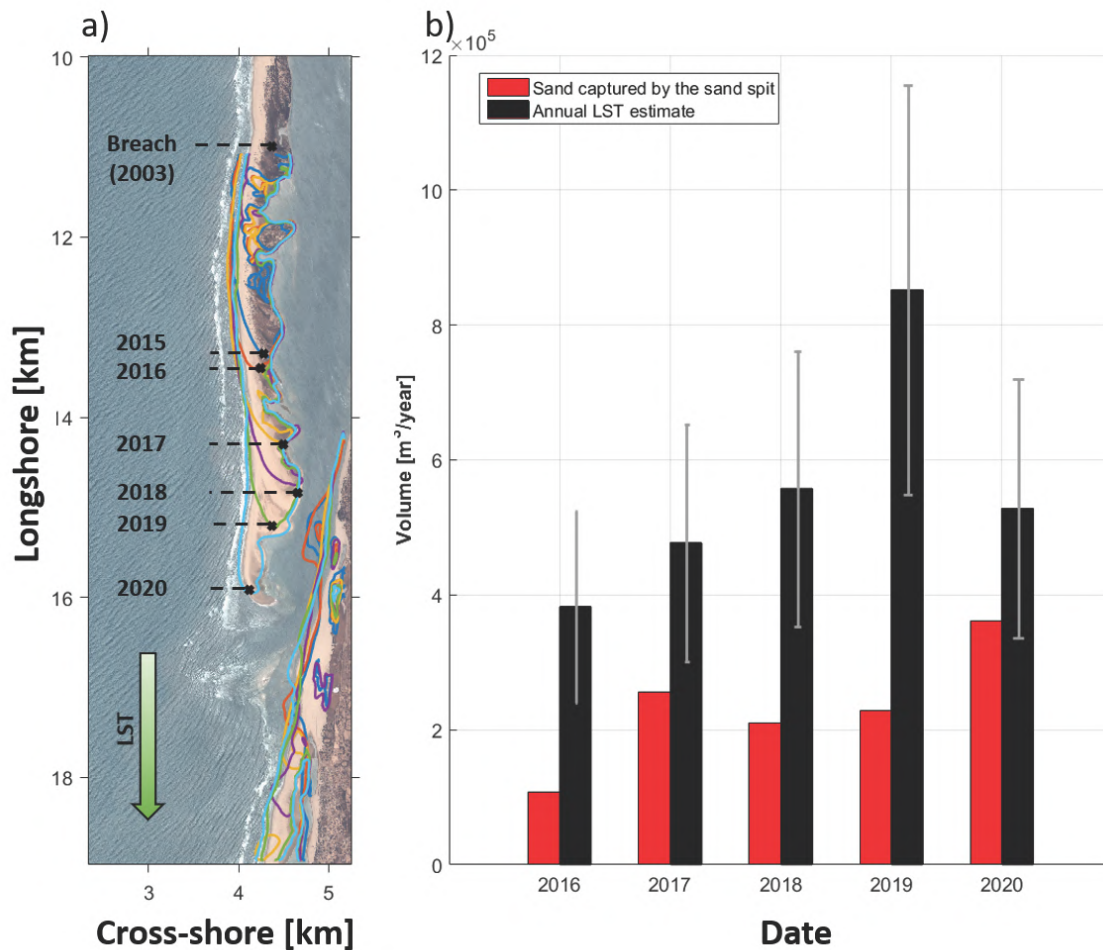 a)
10
12
14
16
18
Longshore [km]
Breach
(2003)
2015
2016
2017
2018
2019
2020
LST
3
4
5
Cross-shore [km]
b)
×10⁵
12
10
8
6
4
2
0
Volume [m³/year]
Sand captured by the sand spit
Annual LST estimate
2016
2017
2018
2019
2020
Date